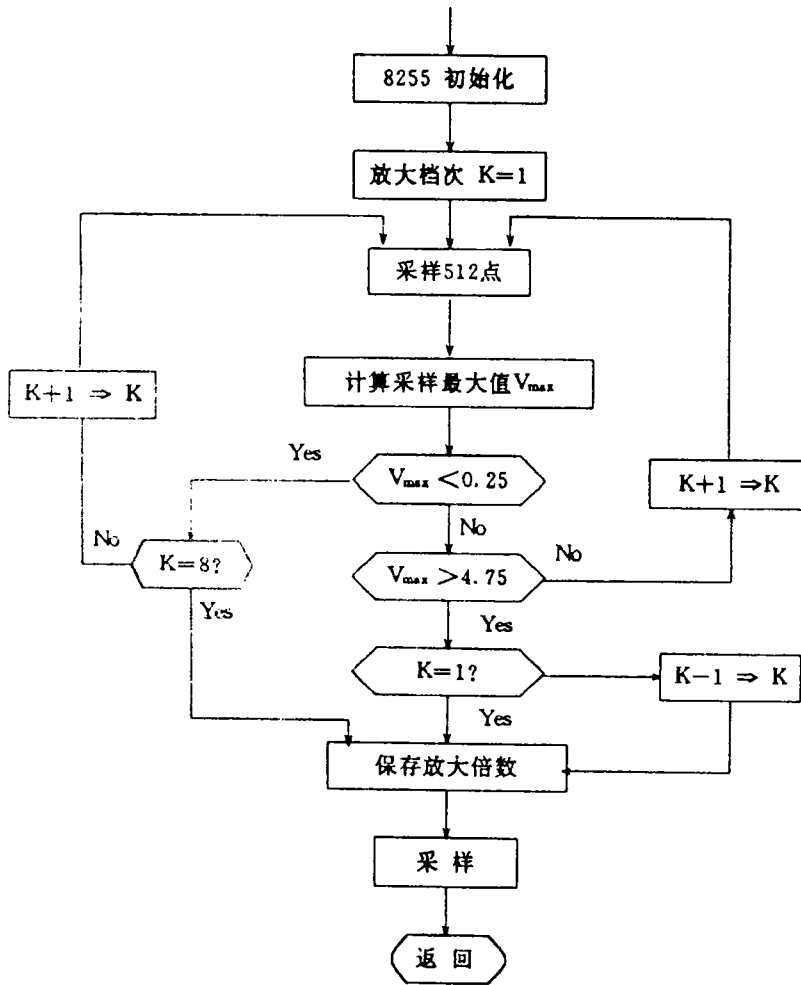 8255 初始化
放大档次 K=1
采样512点
计算采样最大值Vmax
K+1 ⇒ K
Yes
Vmax <0.25
K+1 ⇒K
No
No
K=8?
Vmax >4.75
No
Yes
Yes
K=1?
K-1 ⇒ K
Yes
保存放大倍数
采 样
返 回